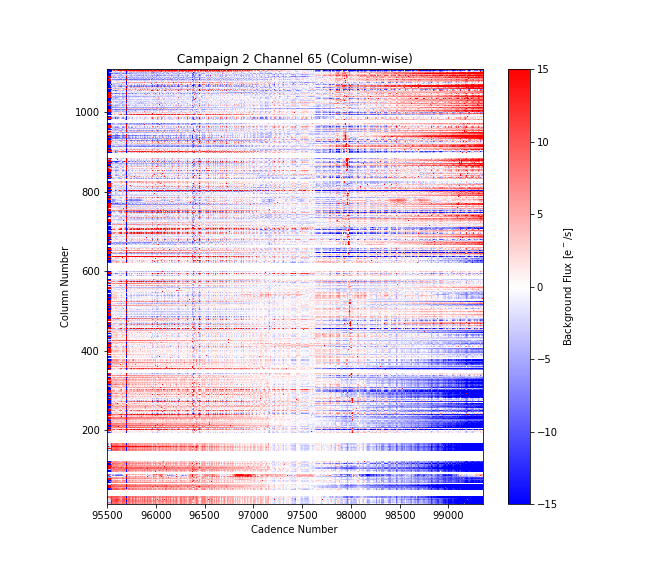 Campaign 2 Channel 65 (Column-wise)
1000
800
600
400
200
Column Number
95500 96000 96500 97000 97500 98000 98500 99000
Cadence Number
15
10
5
0
−5
−10
−15
Background Flux [e⁻/s]